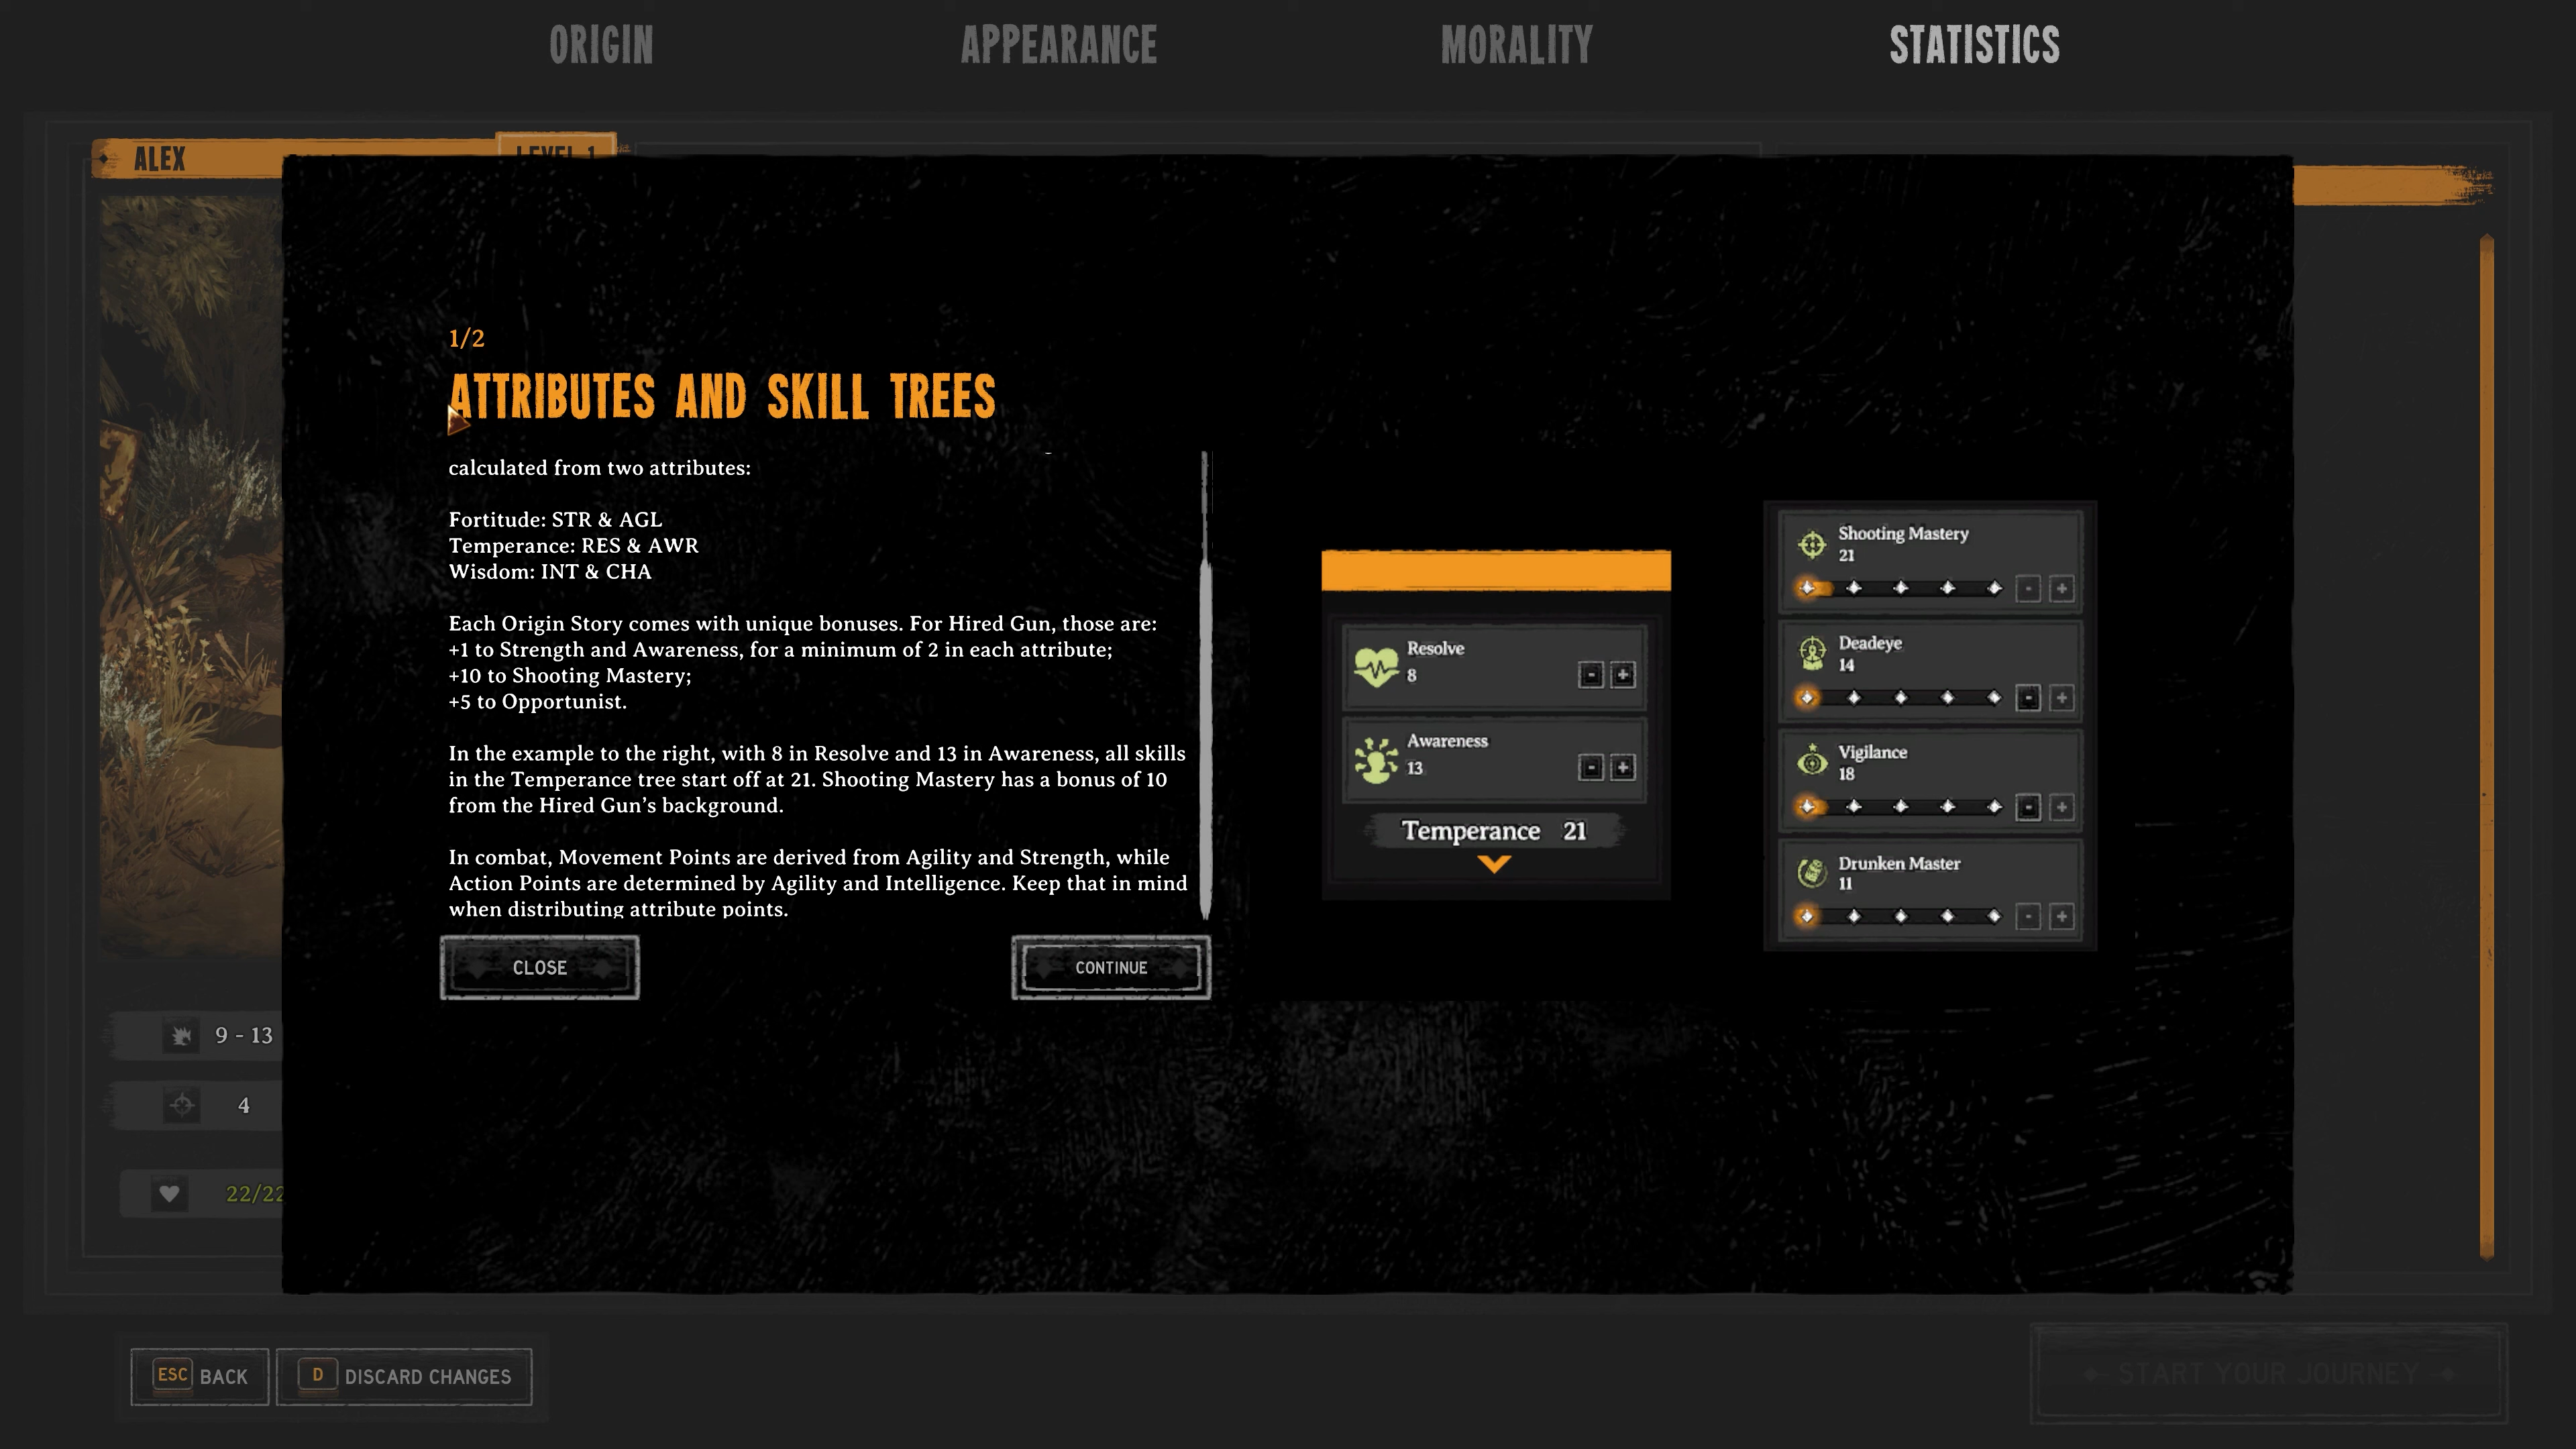 ORIGIN
APPEARANCE
MORALITY
STATISTICS
ALEX
LEVEL 1
1/2
ATTRIBUTES AND SKILL TREES
calculated from two attributes:
Fortitude: STR & AGL
Temperance: RES & AWR
Wisdom: INT & CHA
Each Origin Story comes with unique bonuses. For Hired Gun, those are:
+1 to Strength and Awareness, for a minimum of 2 in each attribute;
+10 to Shooting Mastery;
+5 to Opportunist.
In the example to the right, with 8 in Resolve and 13 in Awareness, all skills
in the Temperance tree start off at 21. Shooting Mastery has a bonus of 10
from the Hired Gun's background.
In combat, Movement Points are derived from Agility and Strength, while
Action Points are determined by Agility and Intelligence. Keep that in mind
when distributing attribute points.
CLOSE
CONTINUE
Resolve
8
Awareness
13
Temperance 21
Shooting Mastery
21
Deadeye
14
Vigilance
18
Drunken Master
11
9 - 13
4
22/22
ESC BACK
D DISCARD CHANGES
START YOUR JOURNEY